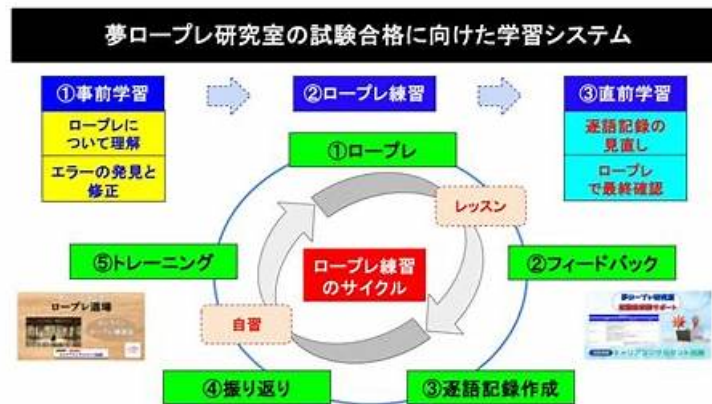 夢ロープレ研究室の試験合格に向けた学習システム
①事前学習
ロープレに
ついて理解
エラーの発見と
修正
②ロープレ練習
③直前学習
逐語記録の
見直し
ロープレ
で最終確認
①ロープレ
レッスン
②フィードバック
③逐語記録作成
④振り返り
自習
⑤トレーニング
ロープレ練習
のサイクル
ロープレ道場
夢ロープレ研究室